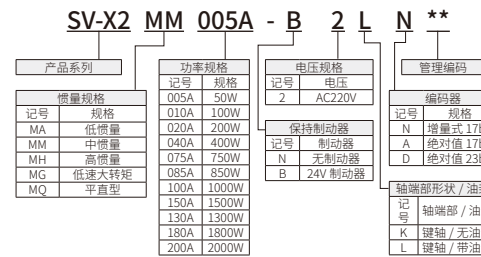 SV-X2 MM 005A - B 2 L N **
产品系列
惯量规格
记号 规格
MA 低惯量
MM 中惯量
MH 高惯量
MG 低速大转矩
MQ 平直型
功率规格
记号 规格
005A 50W
010A 100W
020A 200W
040A 400W
075A 750W
085A 850W
100A 1000W
150A 1500W
130A 1300W
180A 1800W
200A 2000W
电压规格
记号 电压
2 AC220V
保持制动器
记号 制动器
N 无制动器
B 24V 制动器
管理编码
编码器
记号 规格
N 增量式 17b
A 绝对值 17b
D 绝对值 23b
轴端部形状 / 油封
记号 轴端部 / 油
K 键轴 / 无油
L 键轴 / 带油